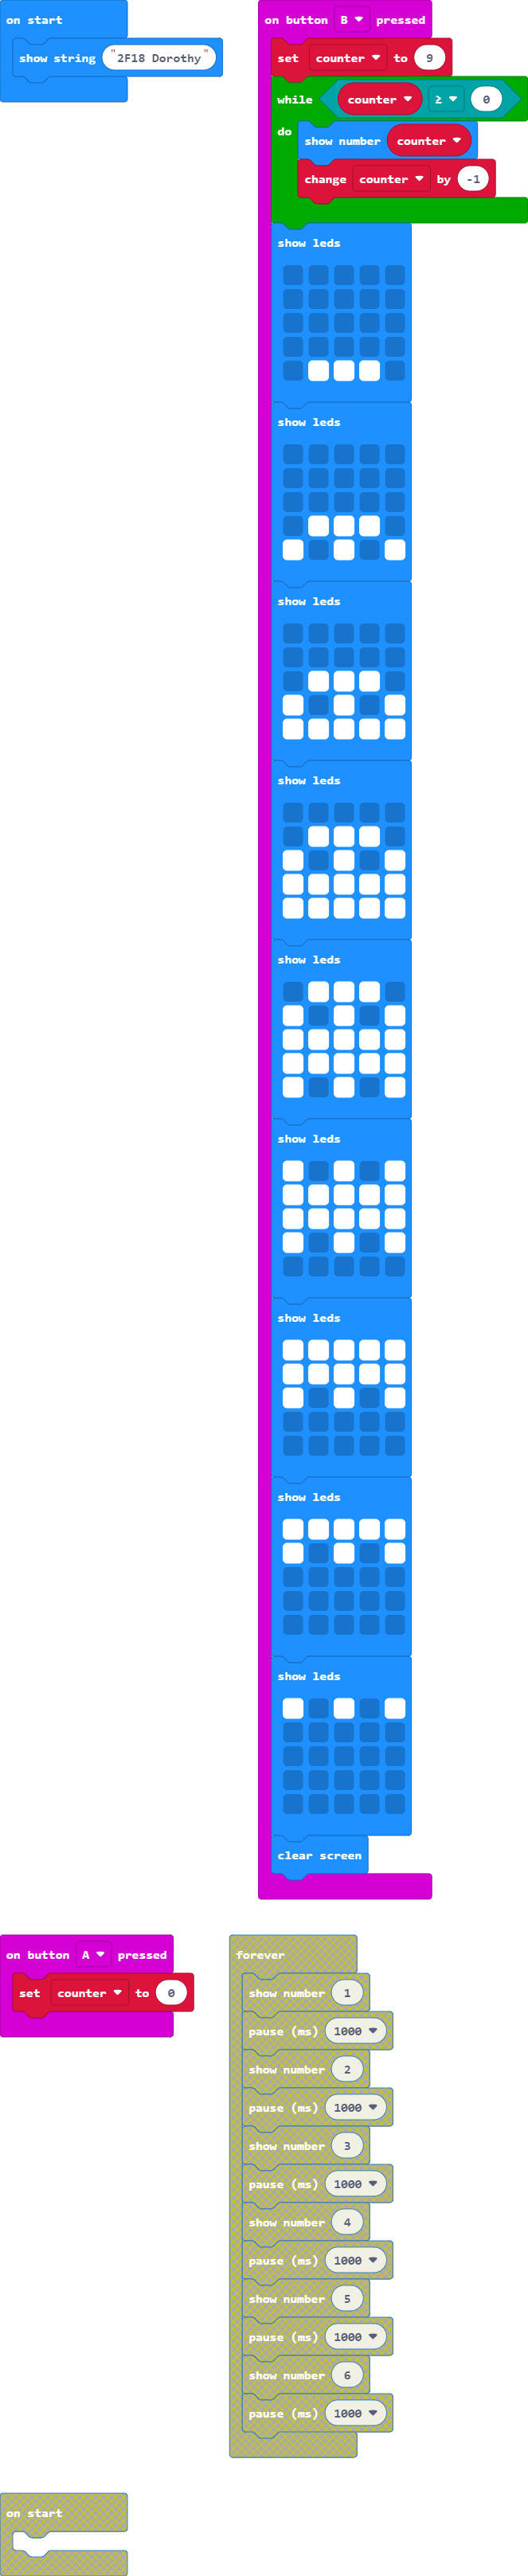 on start
show string "2F18 Dorothy"
on button B pressed
set counter to 9
while counter ≥ 0
do
show number counter
change counter by -1
show leds
show leds
show leds
show leds
show leds
show leds
show leds
show leds
show leds
clear screen
on button A pressed
set counter to 0
forever
show number 1
pause (ms) 1000
show number 2
pause (ms) 1000
show number 3
pause (ms) 1000
show number 4
pause (ms) 1000
show number 5
pause (ms) 1000
show number 6
pause (ms) 1000
on start